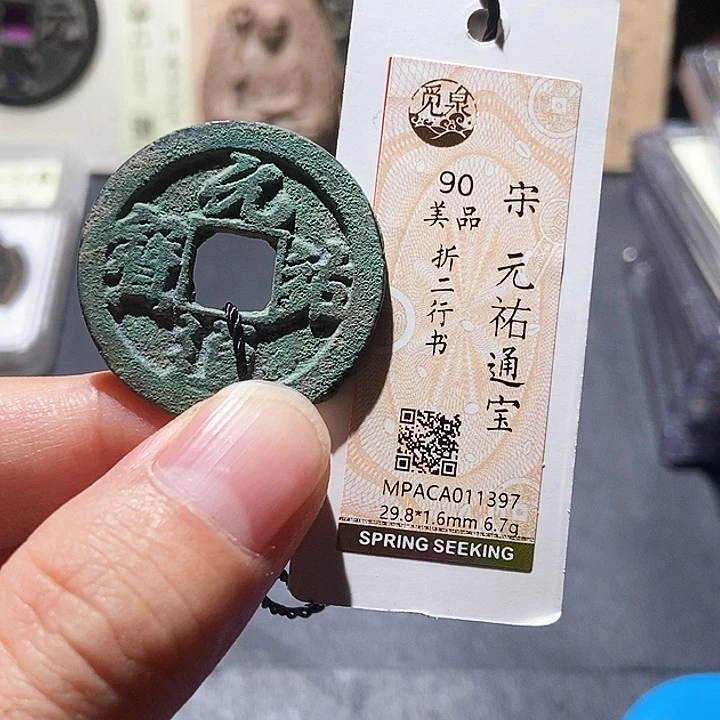 元祐通寶
觅泉
宋 元祐通宝
90
美品
折二行书
MPACA011397
29.8*1.6mm 6.7g
SPRING SEEKING